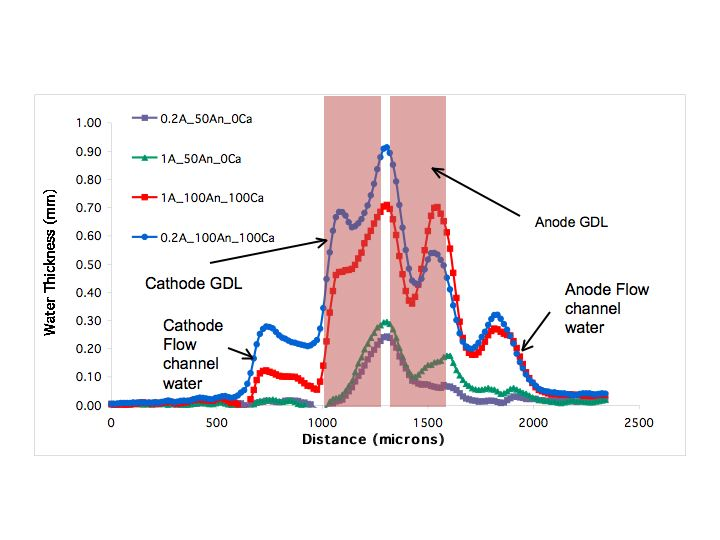 0.2A_50An_0Ca
1A_50An_0Ca
1A_100An_100Ca
0.2A_100An_100Ca
Water Thickness (mm)
1.00
0.90
0.80
0.70
0.60
0.50
0.40
0.30
0.20
0.10
0.00
Anode GDL
Cathode GDL
Anode Flow
channel
water
Cathode
Flow
channel
water
0
500
1000
1500
2000
2500
Distance (microns)